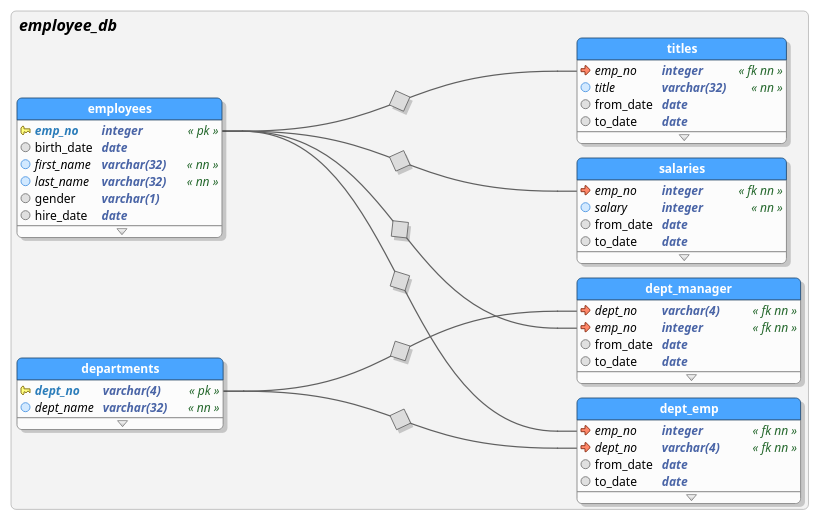 employee_db
employees
emp_no integer « pk »
birth_date date
first_name varchar(32) « nn »
last_name varchar(32) « nn »
gender varchar(1)
hire_date date
departments
dept_no varchar(4) « pk »
dept_name varchar(32) « nn »
titles
emp_no integer « fk nn »
title varchar(32) « nn »
from_date date
to_date date
salaries
emp_no integer « fk nn »
salary integer « nn »
from_date date
to_date date
dept_manager
dept_no varchar(4) « fk nn »
emp_no integer « fk nn »
from_date date
to_date date
dept_emp
emp_no integer « fk nn »
dept_no varchar(4) « fk nn »
from_date date
to_date date